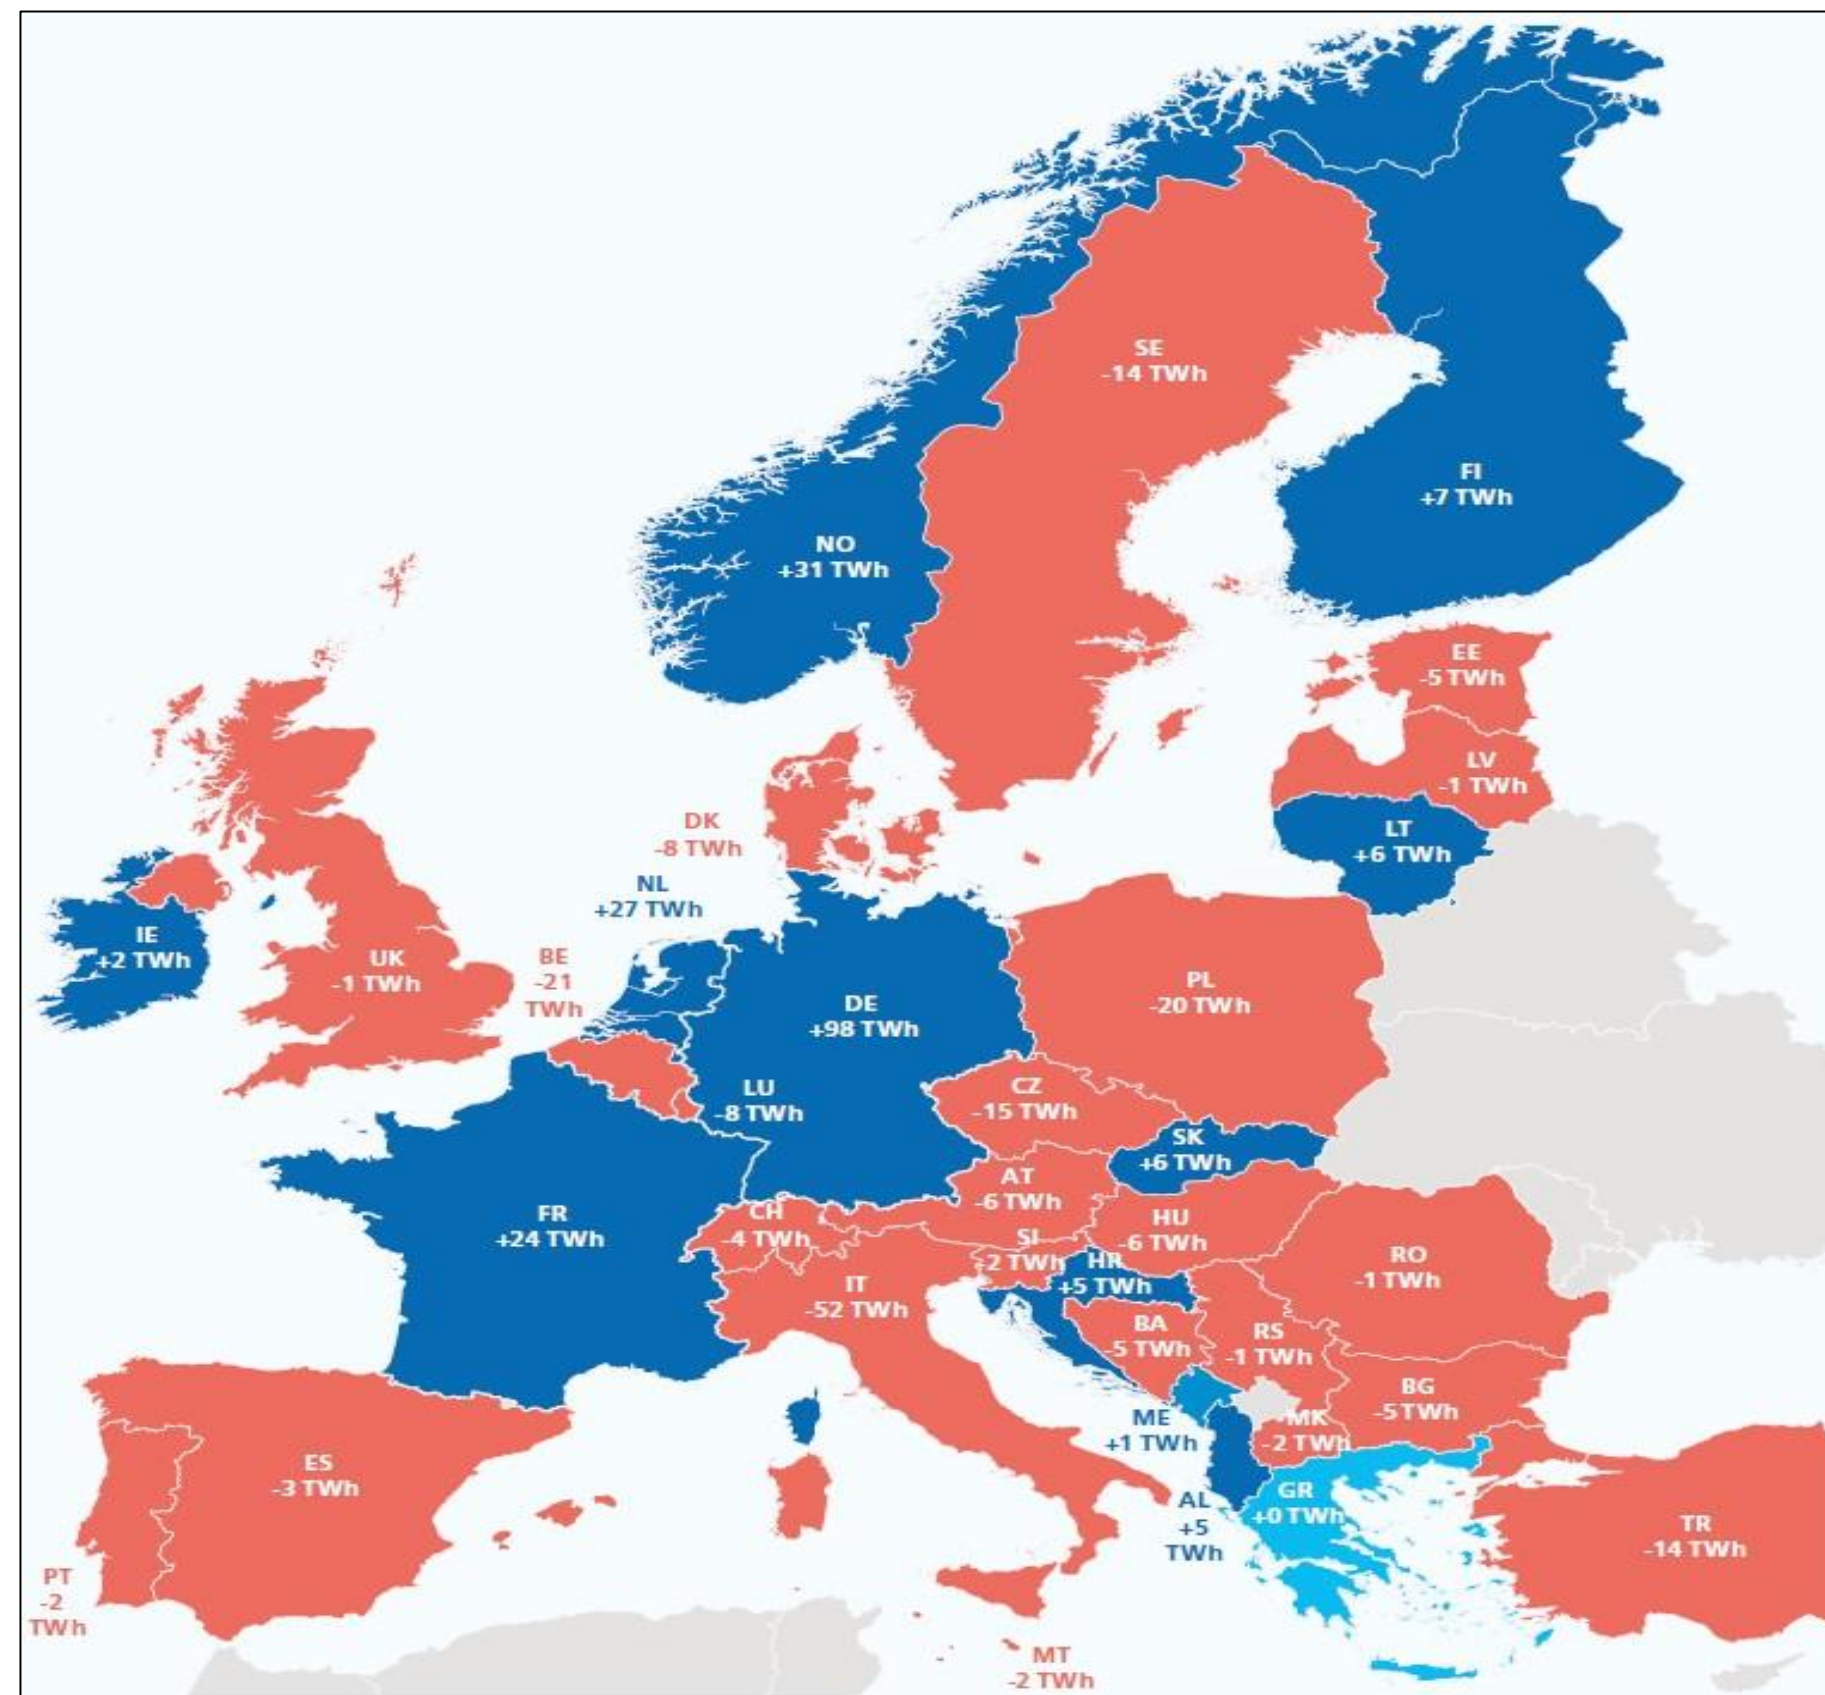 SE
-14 TWh
FI
+7 TWh
NO
+31 TWh
EE
-5 TWh
LV
-1 TWh
LT
+6 TWh
DK
-8 TWh
NL
+27 TWh
IE
+2 TWh
UK
-1 TWh
BE
-21
TWh
DE
+98 TWh
PL
-20 TWh
LU
-8 TWh
CZ
-15 TWh
SK
+6 TWh
AT
-6 TWh
FR
+24 TWh
CH
-4 TWh
HU
-6 TWh
SI
-2 TWh
HR
+5 TWh
RO
-1 TWh
IT
-52 TWh
BA
-5 TWh
RS
-1 TWh
BG
-5 TWh
ME
+1 TWh
MK
-2 TWh
ES
-3 TWh
AL
+5
TWh
GR
+0 TWh
TR
-14 TWh
PT
-2
TWh
MT
-2 TWh